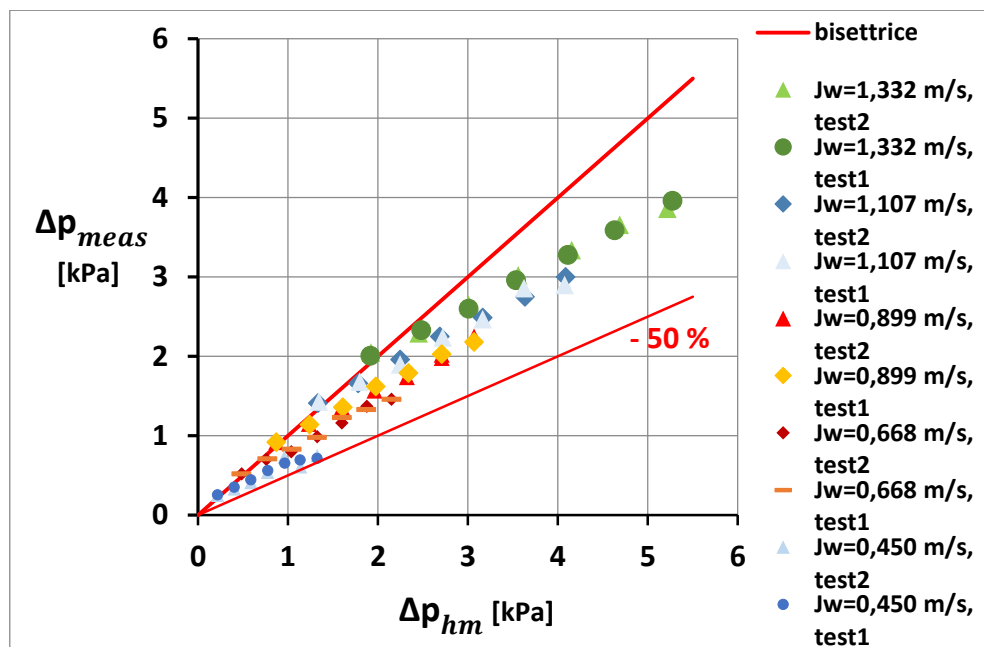 6
5
4
3
2
1
0
Δp_meas
[kPa]
- 50 %
0 1 2 3 4 5 6
Δp_hm [kPa]
bisettrice
Jw=1,332 m/s,
test2
Jw=1,332 m/s,
test1
Jw=1,107 m/s,
test2
Jw=1,107 m/s,
test1
Jw=0,899 m/s,
test2
Jw=0,899 m/s,
test1
Jw=0,668 m/s,
test2
Jw=0,668 m/s,
test1
Jw=0,450 m/s,
test2
Jw=0,450 m/s,
test1